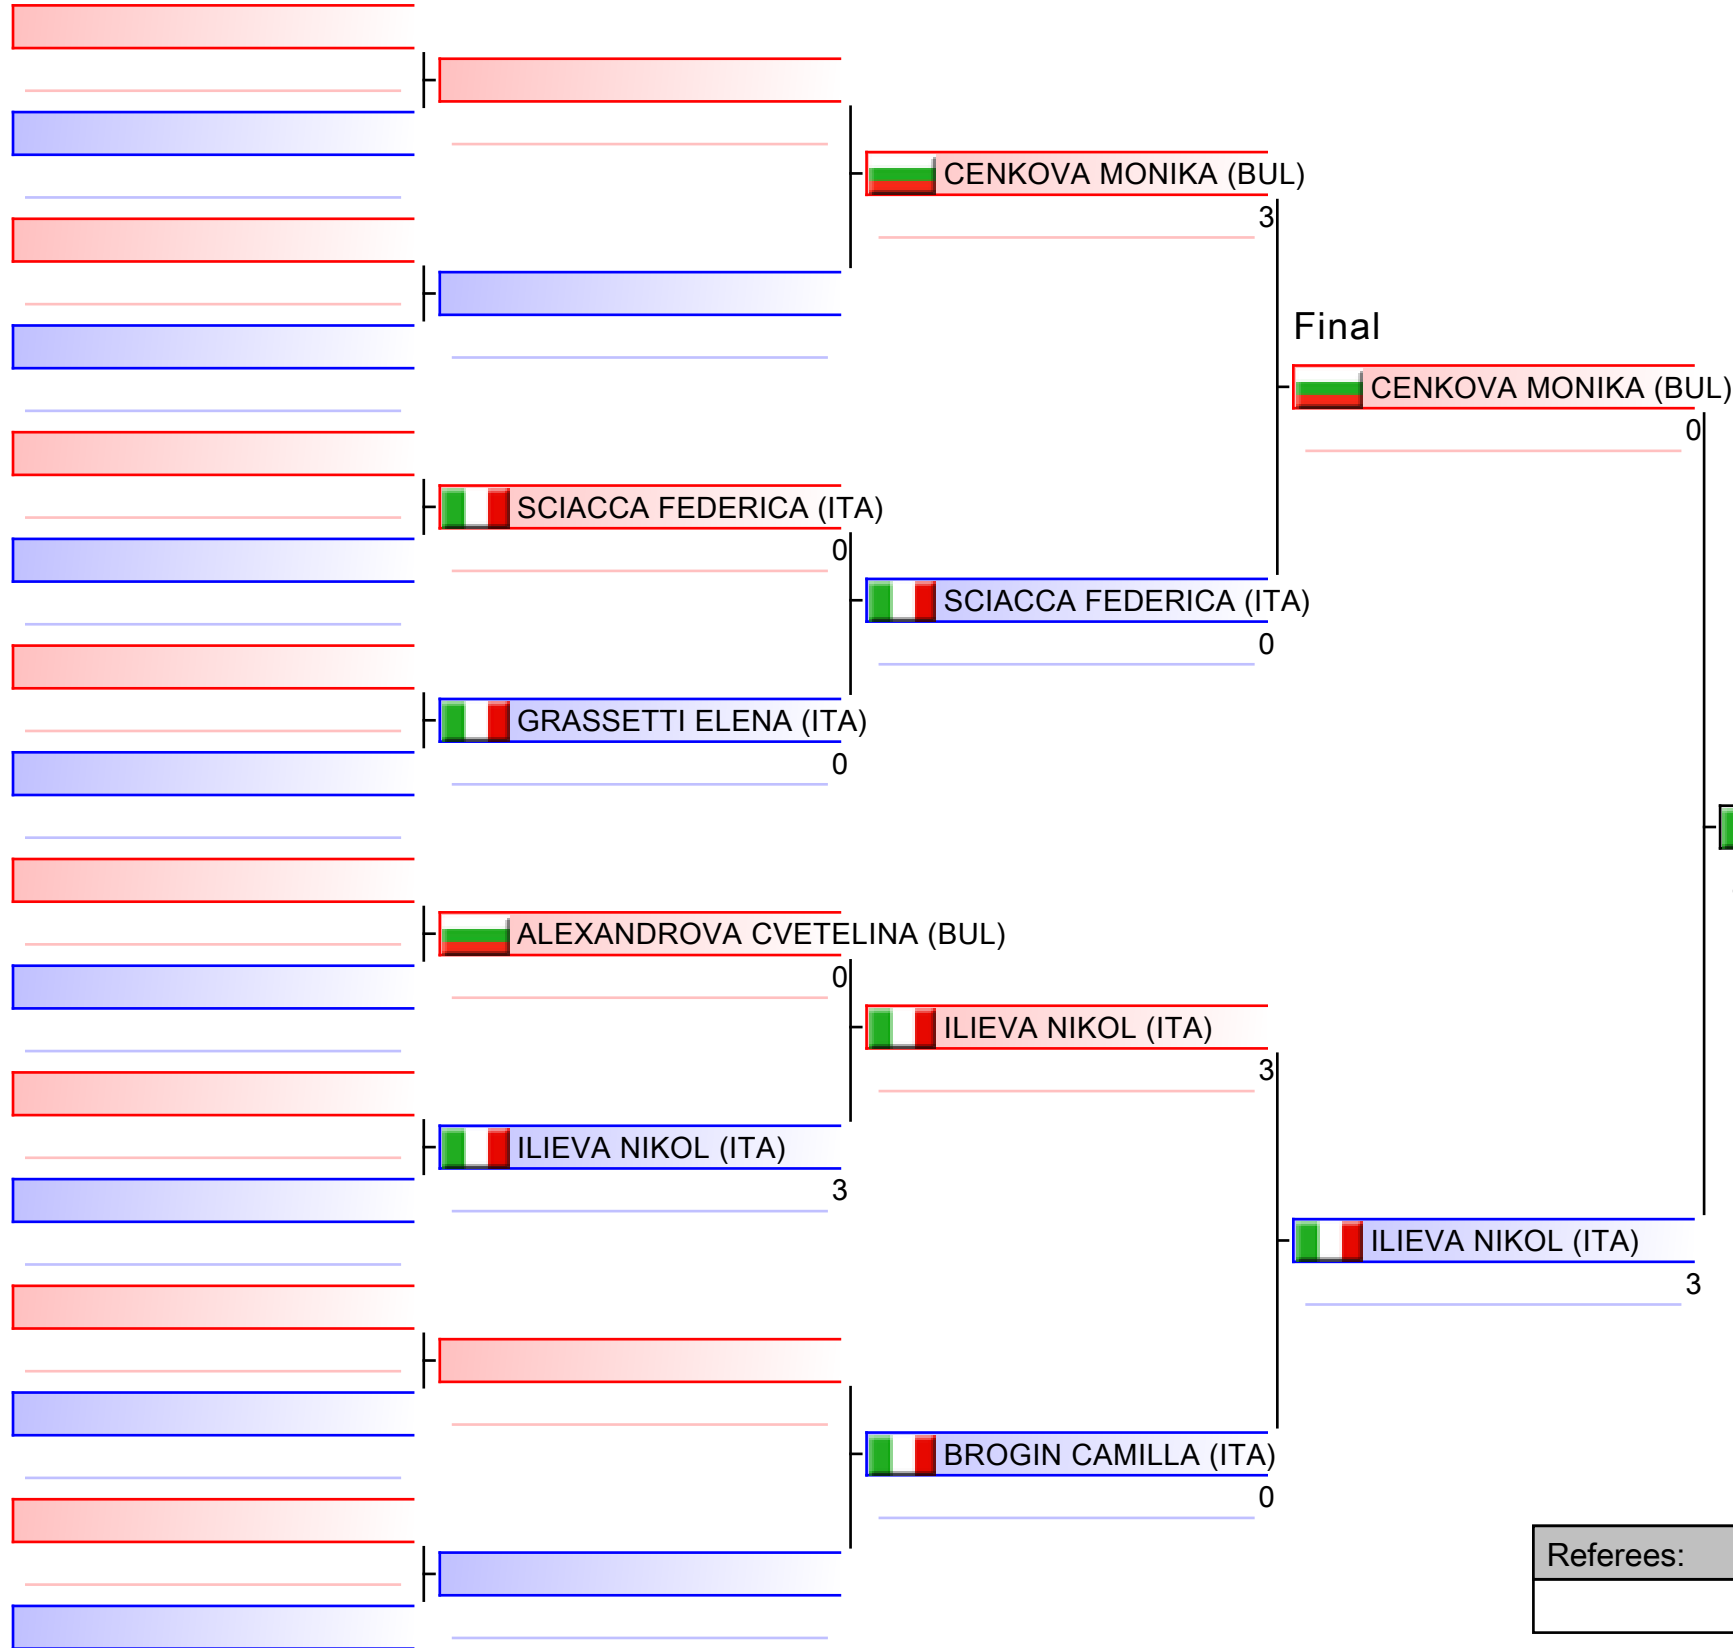 CENKOVA MONIKA (BUL)
3
Final
CENKOVA MONIKA (BUL)
0
SCIACCA FEDERICA (ITA)
0
SCIACCA FEDERICA (ITA)
0
GRASSETTI ELENA (ITA)
0
ALEXANDROVA CVETELINA (BUL)
0
ILIEVA NIKOL (ITA)
3
ILIEVA NIKOL (ITA)
3
ILIEVA NIKOL (ITA)
3
BROGIN CAMILLA (ITA)
0
Referees: